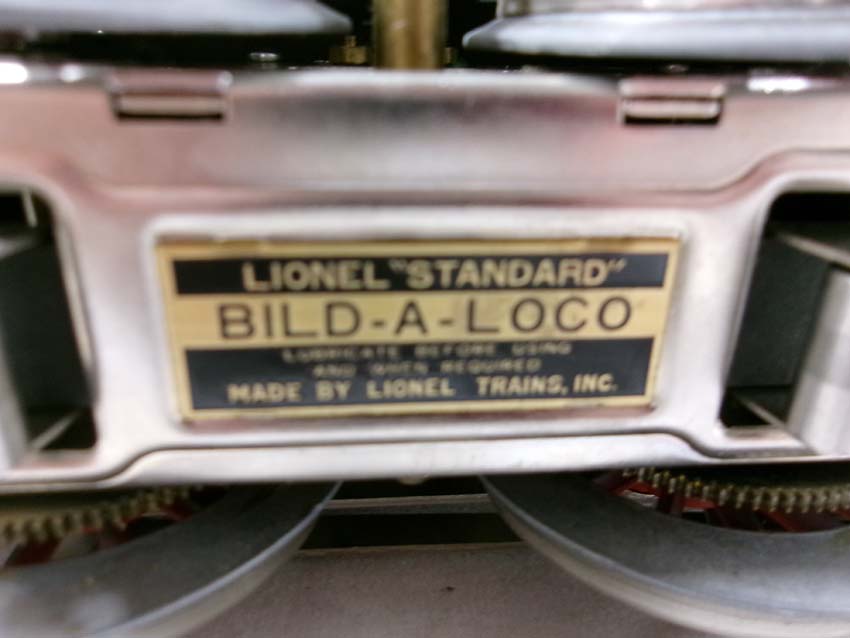 LIONEL "STANDARD"
BILD-A-LOCO
LUBRICATE BEFORE USING
AND WHEN REQUIRED
MADE BY LIONEL TRAINS, INC.